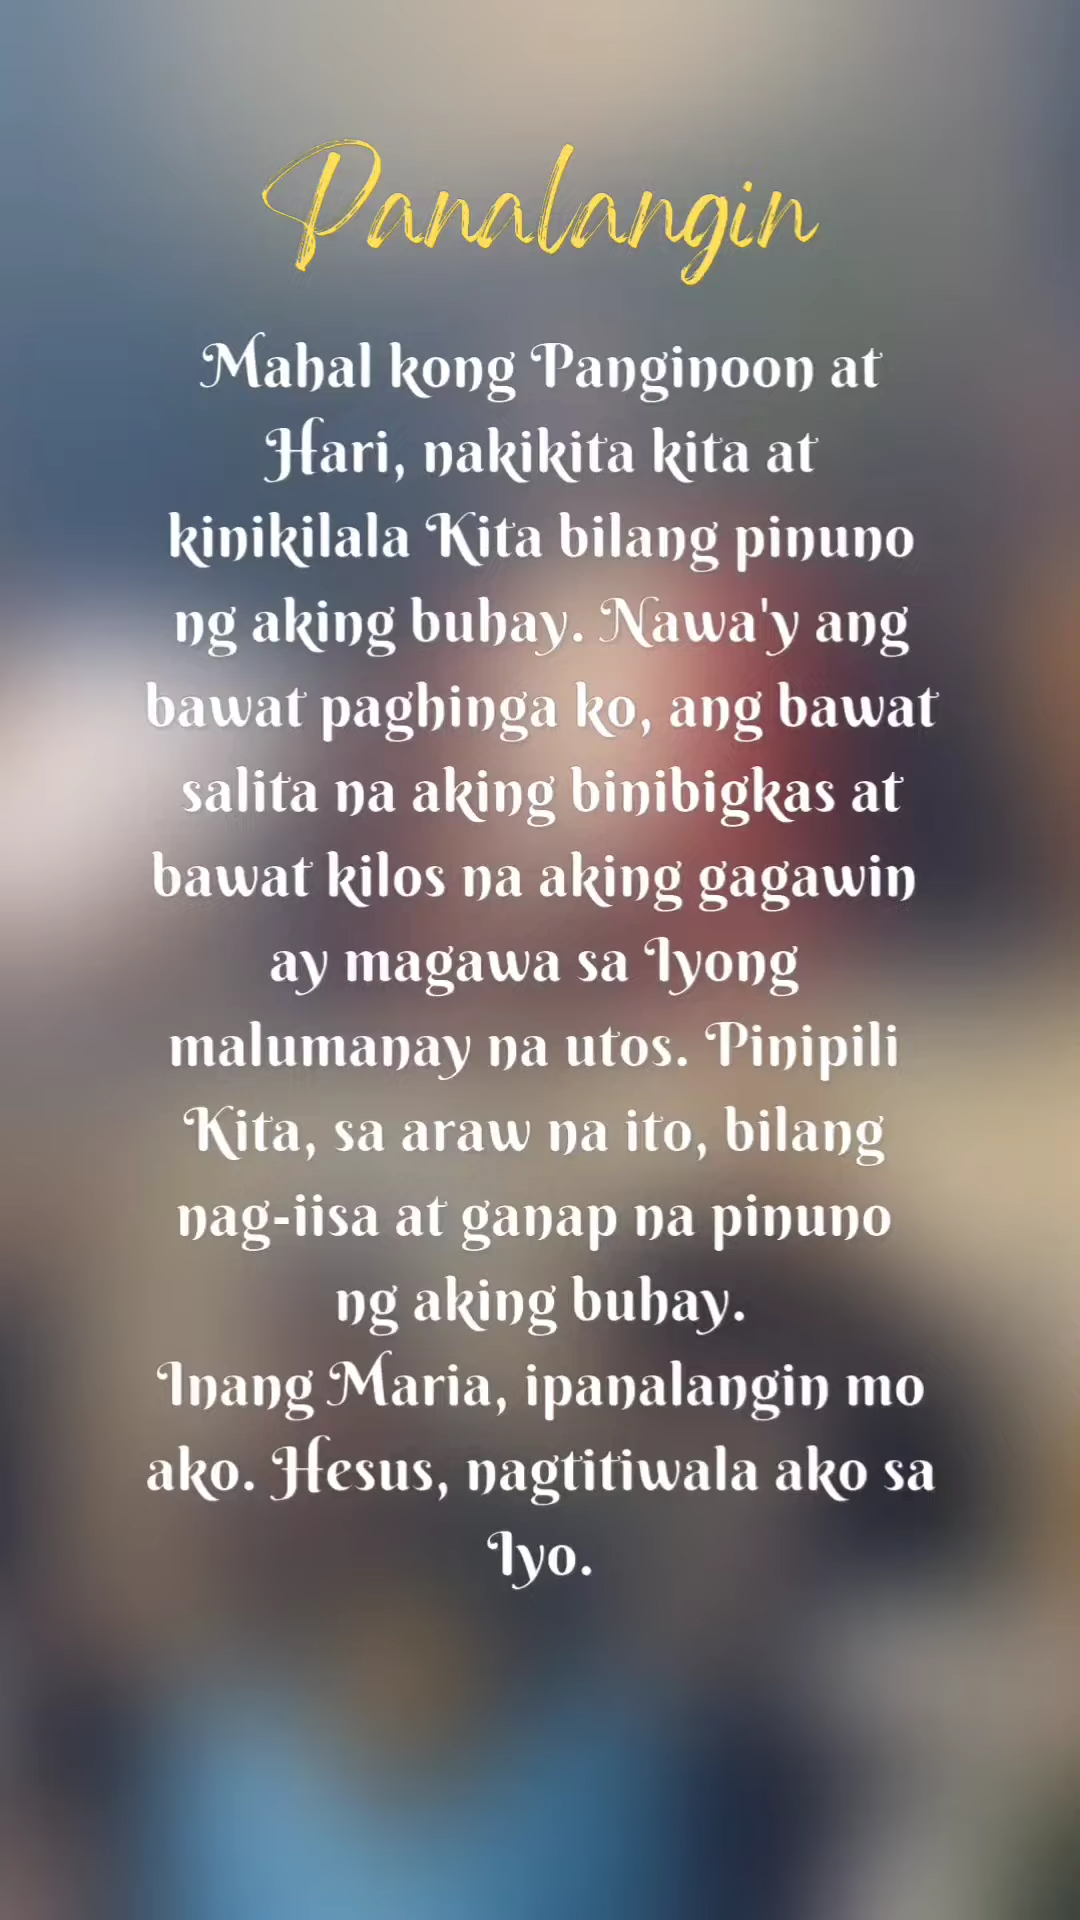 Panalangin
Mahal kong Panginoon at
Hari, nakikita kita at
kinikilala Kita bilang pinuno
ng aking buhay. Nawa'y ang
bawat paghinga ko, ang bawat
salita na aking binibigkas at
bawat kilos na aking gagawin
ay magawa sa Iyong
malumanay na utos. Pinipili
Kita, sa araw na ito, bilang
nag-iisa at ganap na pinuno
ng aking buhay.
Inang Maria, ipanalangin mo
ako. Hesus, nagtitiwala ako sa
Iyo.